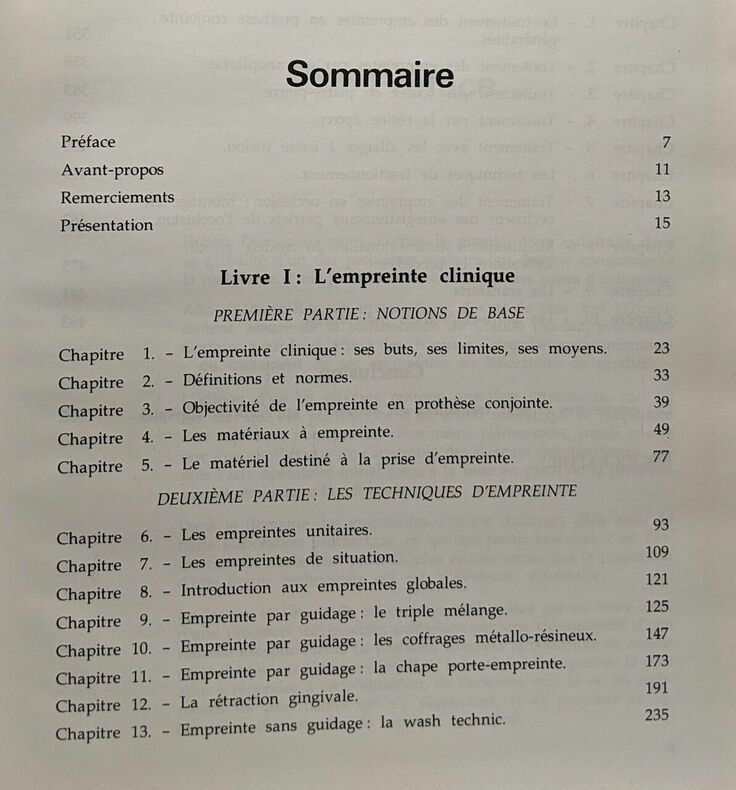 Sommaire
Préface 7
Avant-propos 11
Remerciements 13
Présentation 15
Livre I : L'empreinte clinique
PREMIÈRE PARTIE : NOTIONS DE BASE
Chapitre 1. – L'empreinte clinique : ses buts, ses limites, ses moyens. 23
Chapitre 2. – Définitions et normes. 33
Chapitre 3. – Objectivité de l'empreinte en prothèse conjointe. 39
Chapitre 4. – Les matériaux à empreinte. 49
Chapitre 5. – Le matériel destiné à la prise d'empreinte. 77
DEUXIÈME PARTIE : LES TECHNIQUES D'EMPREINTE
Chapitre 6. – Les empreintes unitaires. 93
Chapitre 7. – Les empreintes de situation. 109
Chapitre 8. – Introduction aux empreintes globales. 121
Chapitre 9. – Empreinte par guidage : le triple mélange. 125
Chapitre 10. – Empreinte par guidage : les coffrages métallo-résineux. 147
Chapitre 11. – Empreinte par guidage : la chape porte-empreinte. 173
Chapitre 12. – La rétraction gingivale. 191
Chapitre 13. – Empreinte sans guidage : la wash technic. 235